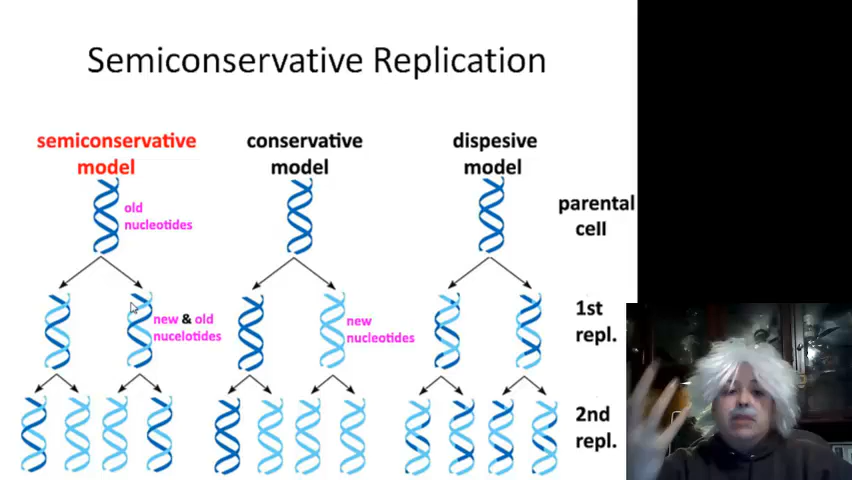 Semiconservative Replication
semiconservative
model
conservative
model
dispesive
model
old
nucleotides
parental
cell
new & old
nucelotides
new
nucleotides
1st
repl.
2nd
repl.